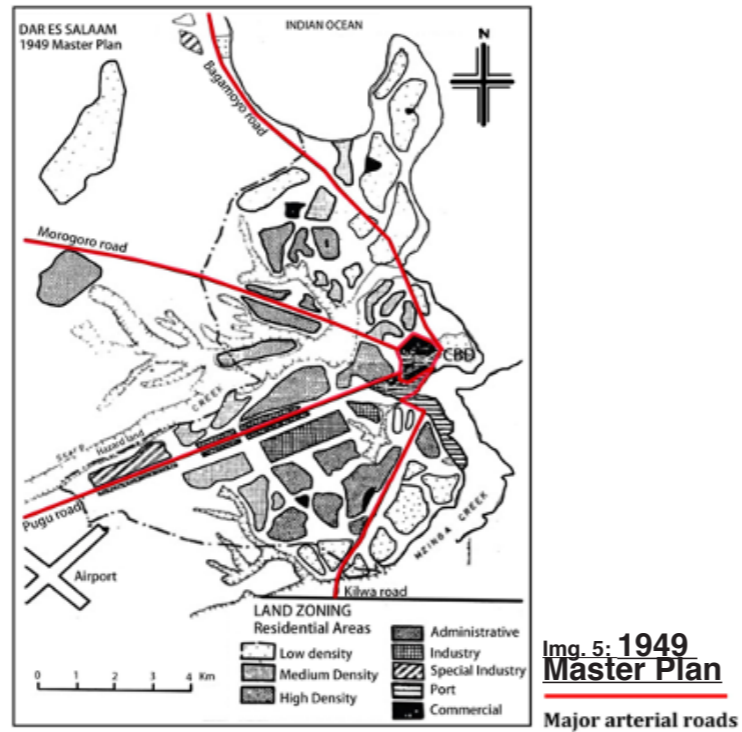 DAR ES SALAAM
1949 Master Plan
INDIAN OCEAN
N
Bagamoyo road
Morogoro road
CBD
CREEK
Hazard land
Pugu road
MZINGA CREEK
Airport
Kilwa road
LAND ZONING
Residential Areas
Low density
Medium Density
High Density
Administrative
Industry
Special Industry
Port
Commercial
0 1 2 3 4 Km
Img. 5: 1949
Master Plan
Major arterial roads